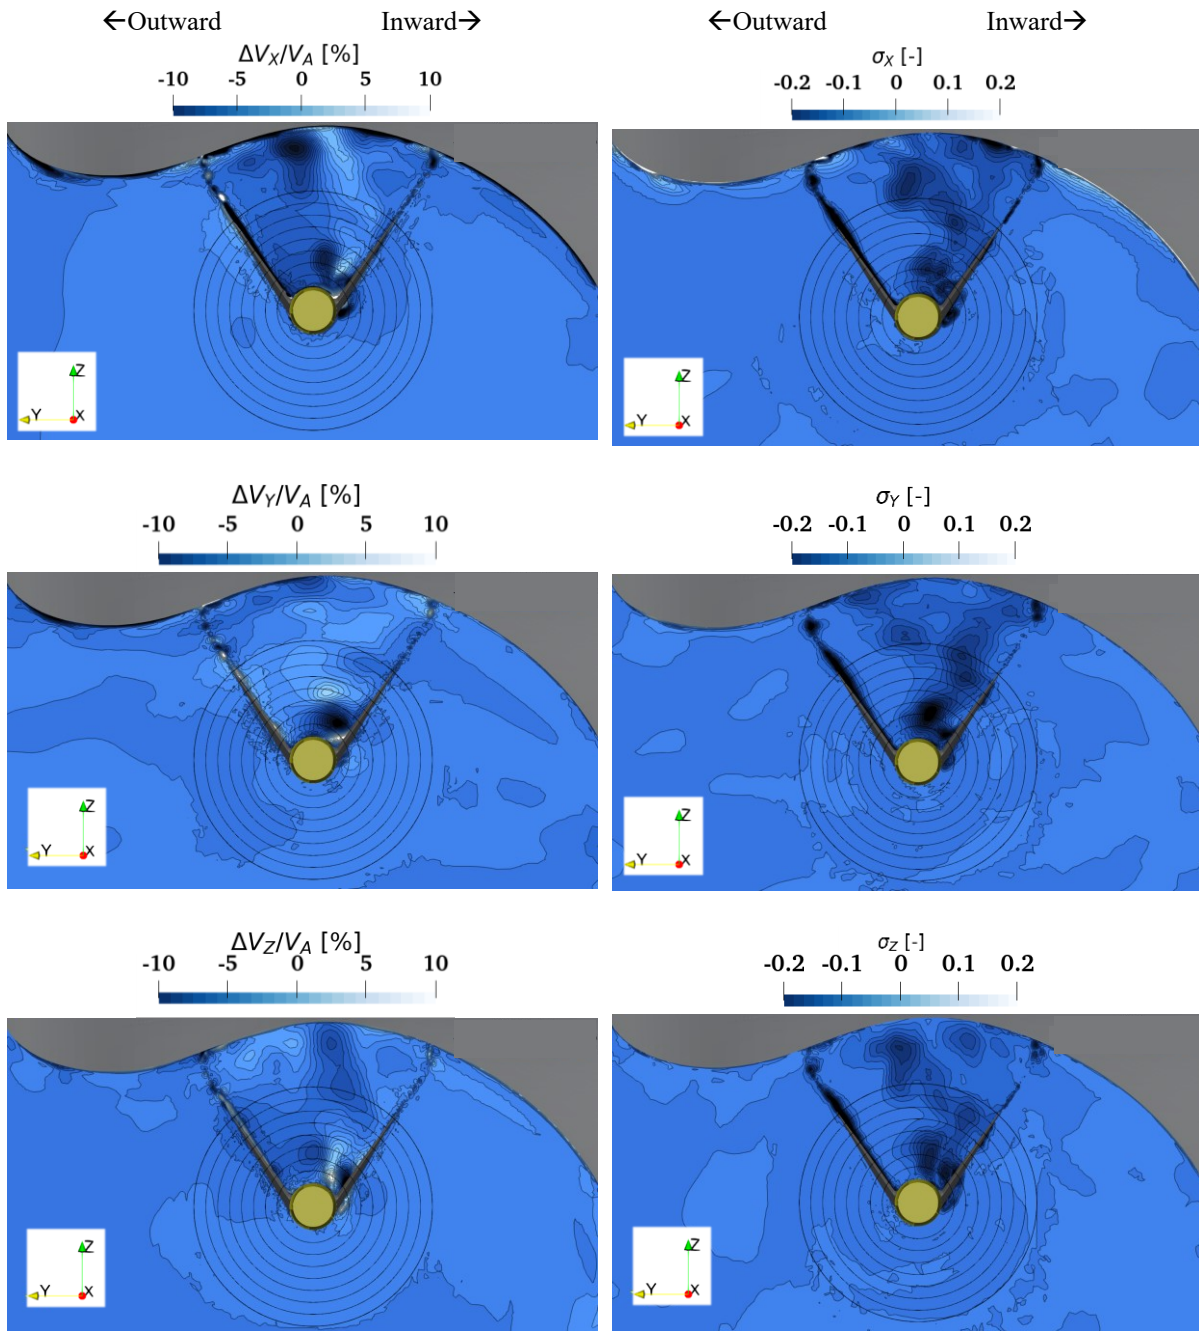 ←Outward Inward→ ←Outward Inward→
ΔV_X/V_A [%] σ_X [-]
-10 -5 0 5 10 -0.2 -0.1 0 0.1 0.2
Z Z
Y X Y X
ΔV_Y/V_A [%] σ_Y [-]
-10 -5 0 5 10 -0.2 -0.1 0 0.1 0.2
Z Z
Y X Y X
ΔV_Z/V_A [%] σ_Z [-]
-10 -5 0 5 10 -0.2 -0.1 0 0.1 0.2
Z Z
Y X Y X